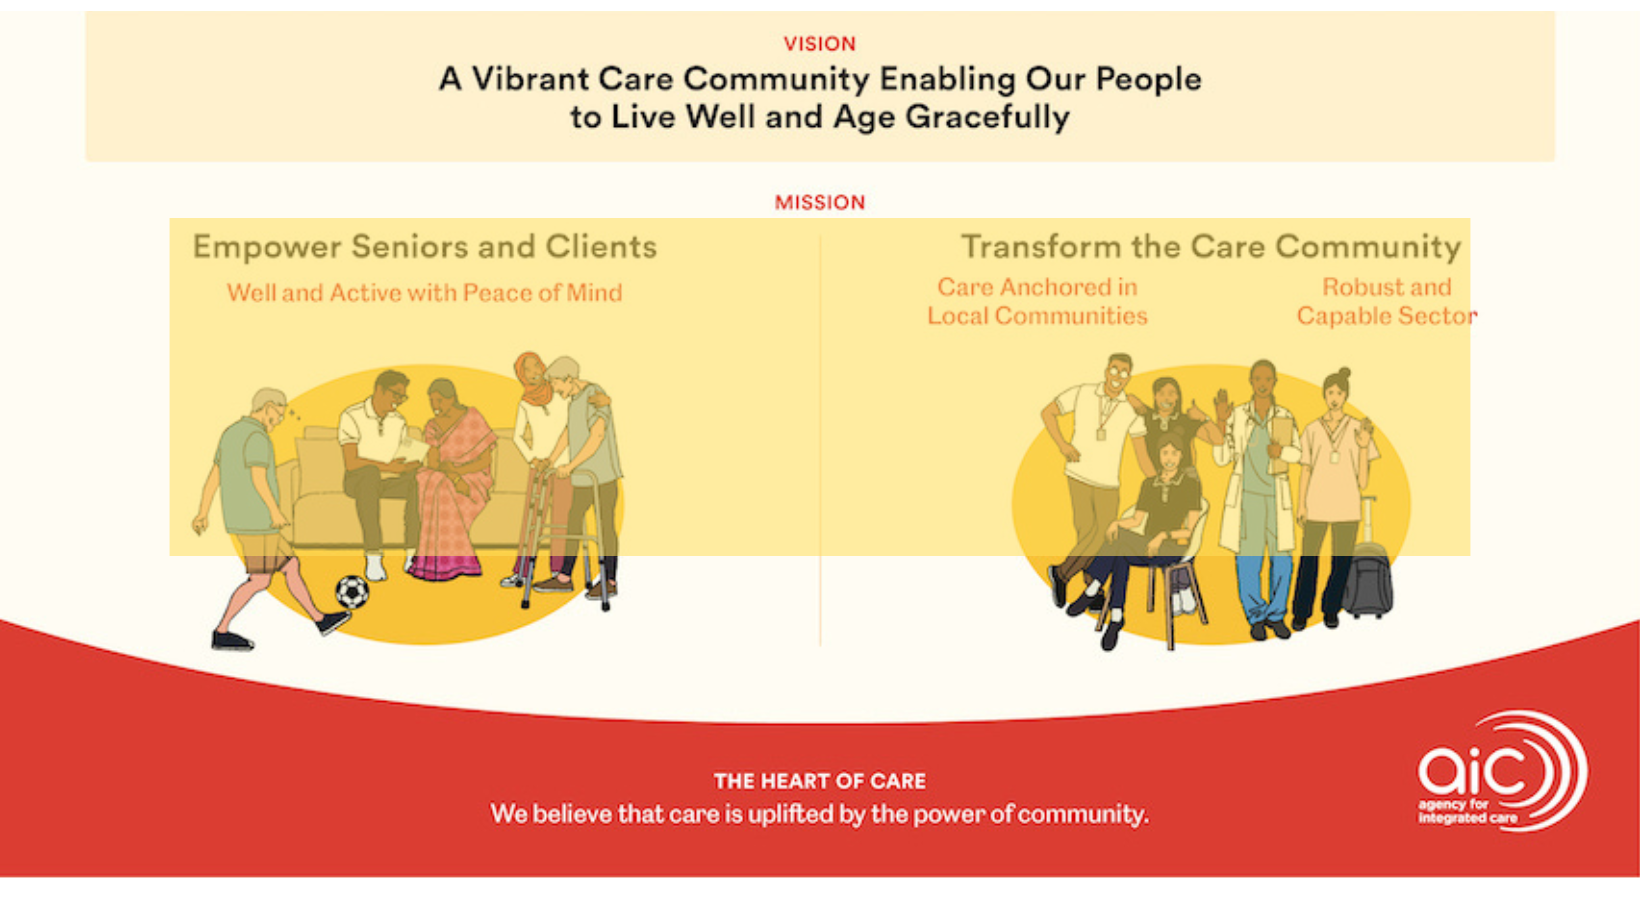 VISION
A Vibrant Care Community Enabling Our People
to Live Well and Age Gracefully
MISSION
Empower Seniors and Clients
Well and Active with Peace of Mind
Transform the Care Community
Care Anchored in
Local Communities
Robust and
Capable Sector
THE HEART OF CARE
We believe that care is uplifted by the power of community.
aic
agency for
integrated care